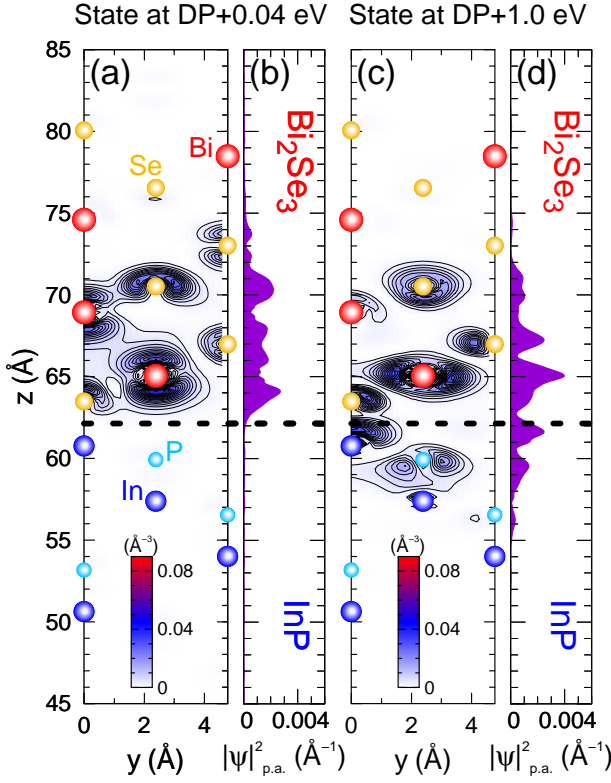 State at DP+0.04 eV
State at DP+1.0 eV
(a)
(b)
(c)
(d)
85
80
75
70
65
60
55
50
45
z (Å)
Se
Bi
P
In
Bi₂Se₃
InP
Bi₂Se₃
InP
(Å⁻³)
0.08
0.04
0
(Å⁻³)
0.08
0.04
0
0 2 4
0 0.004
0 2 4
0 0.004
y (Å)
|ψ|²p.a. (Å⁻¹)
y (Å)
|ψ|²p.a. (Å⁻¹)